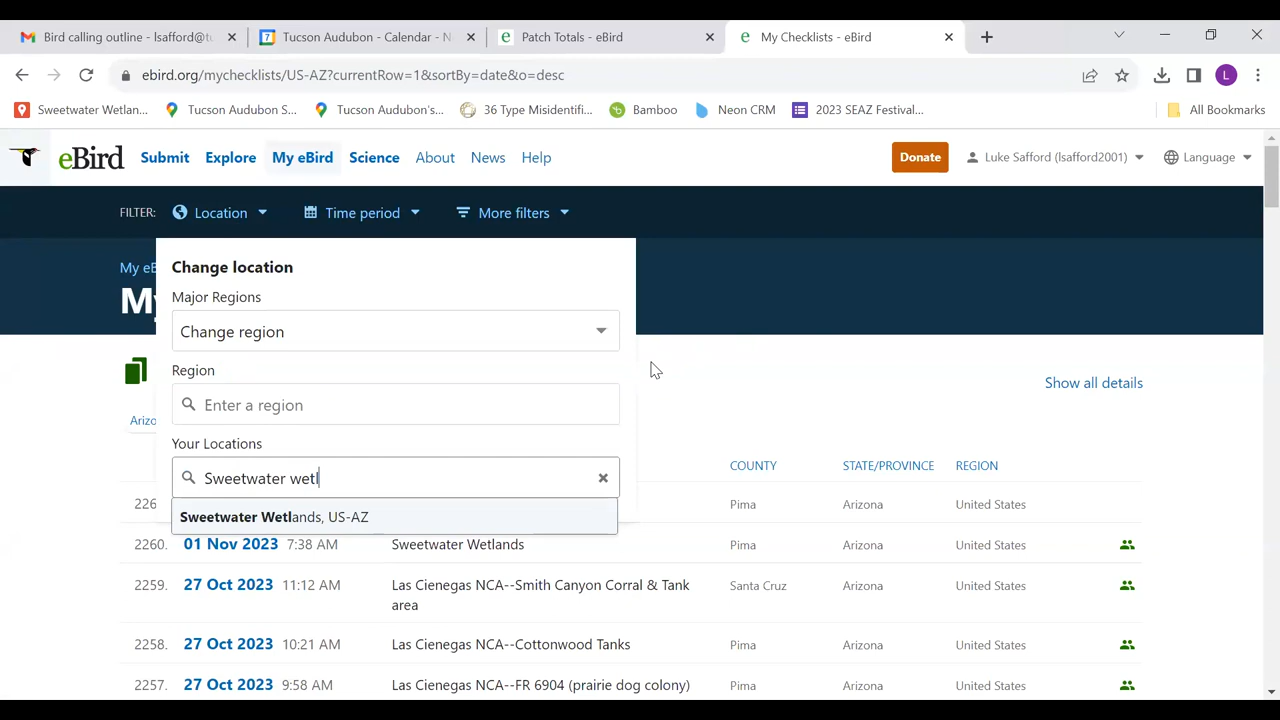 Bird calling outline - lsafford@tu
Tucson Audubon - Calendar - N
Patch Totals - eBird
My Checklists - eBird
ebird.org/mychecklists/US-AZ?currentRow=1&sortBy=date&o=desc
L
Sweetwater Wetlan...
Tucson Audubon S...
Tucson Audubon's...
36 Type Misidentifi...
Bamboo
Neon CRM
2023 SEAZ Festival...
All Bookmarks
eBird Submit Explore My eBird Science About News Help Donate Luke Safford (lsafford2001) Language
FILTER: Location Time period More filters
My eB
My
Change location
Major Regions
Change region
Region
Enter a region
Show all details
Arizo
Your Locations
Sweetwater wetl
Sweetwater Wetlands, US-AZ
COUNTY STATE/PROVINCE REGION
226 Pima Arizona United States
2260. 01 Nov 2023 7:38 AM Sweetwater Wetlands Pima Arizona United States
2259. 27 Oct 2023 11:12 AM Las Cienegas NCA--Smith Canyon Corral & Tank Santa Cruz Arizona United States
area
2258. 27 Oct 2023 10:21 AM Las Cienegas NCA--Cottonwood Tanks Pima Arizona United States
2257. 27 Oct 2023 9:58 AM Las Cienegas NCA--FR 6904 (prairie dog colony) Pima Arizona United States